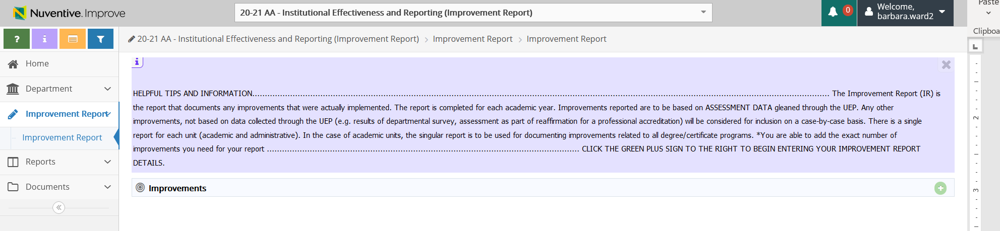 Nuventive Improve
20-21 AA - Institutional Effectiveness and Reporting (Improvement Report)
0
Welcome,
barbara.ward2
Paste
Clipboa
? i
20-21 AA - Institutional Effectiveness and Reporting (Improvement Report) > Improvement Report > Improvement Report
Home
Department
Improvement Report
Improvement Report
Reports
Documents
i
HELPFUL TIPS AND INFORMATION.................................................................................................................................................................................................................................... The Improvement Report (IR) is
the report that documents any improvements that were actually implemented. The report is completed for each academic year. Improvements reported are to be based on ASSESSMENT DATA gleaned through the UEP. Any other
improvements, not based on data collected through the UEP (e.g. results of departmental survey, assessment as part of reaffirmation for a professional accreditation) will be considered for inclusion on a case-by-case basis. There is a single
report for each unit (academic and administrative). In the case of academic units, the singular report is to be used for documenting improvements related to all degree/certificate programs. *You are able to add the exact number of
improvements you need for your report ............................................................................................................................ CLICK THE GREEN PLUS SIGN TO THE RIGHT TO BEGIN ENTERING YOUR IMPROVEMENT REPORT
DETAILS.
Improvements
2
3